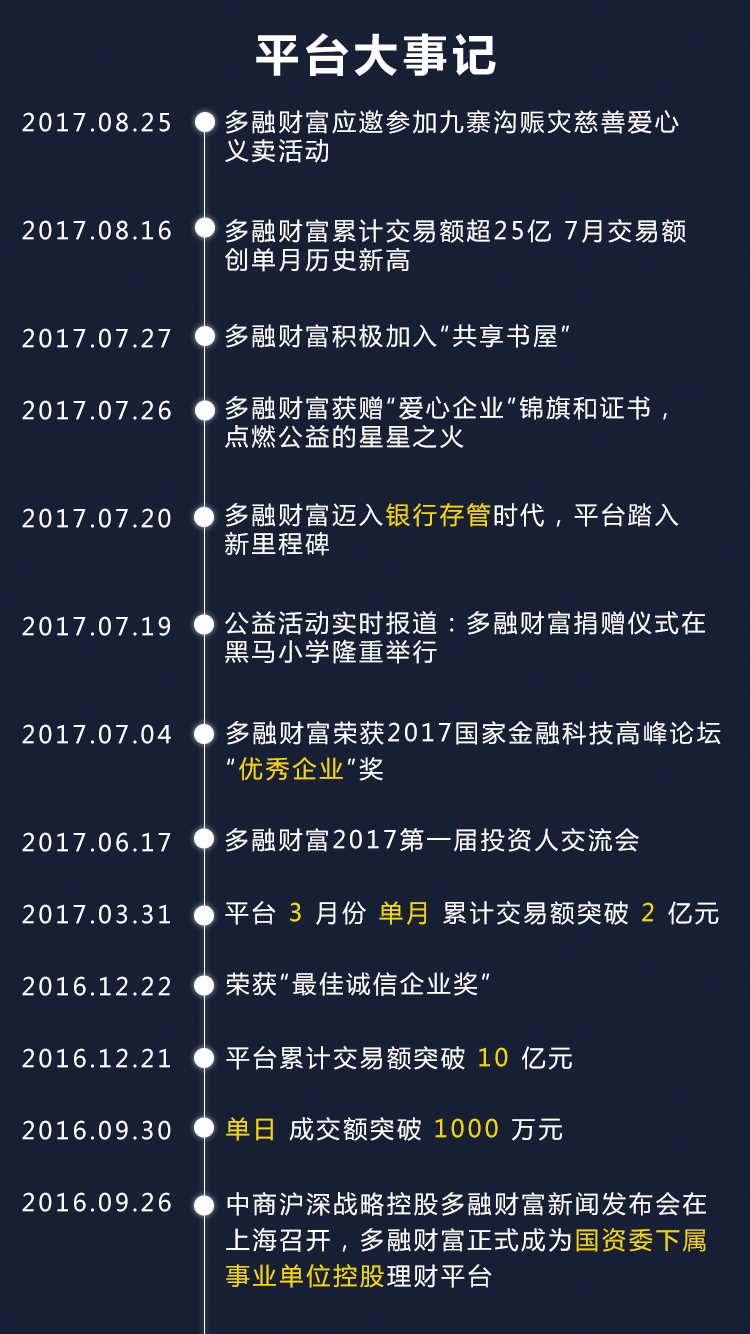 平台大事记
2017.08.25 多融财富应邀参加九寨沟赈灾慈善爱心
义卖活动
2017.08.16 多融财富累计交易额超25亿 7月交易额
创单月历史新高
2017.07.27 多融财富积极加入“共享书屋”
2017.07.26 多融财富获赠“爱心企业”锦旗和证书，
点燃公益的星星之火
2017.07.20 多融财富迈入银行存管时代，平台踏入
新里程碑
2017.07.19 公益活动实时报道：多融财富捐赠仪式在
黑马小学隆重举行
2017.07.04 多融财富荣获2017国家金融科技高峰论坛
“优秀企业”奖
2017.06.17 多融财富2017第一届投资人交流会
2017.03.31 平台 3 月份 单月 累计交易额突破 2 亿元
2016.12.22 荣获“最佳诚信企业奖”
2016.12.21 平台累计交易额突破 10 亿元
2016.09.30 单日 成交额突破 1000 万元
2016.09.26 中商沪深战略控股多融财富新闻发布会在
上海召开，多融财富正式成为国资委下属
事业单位控股理财平台